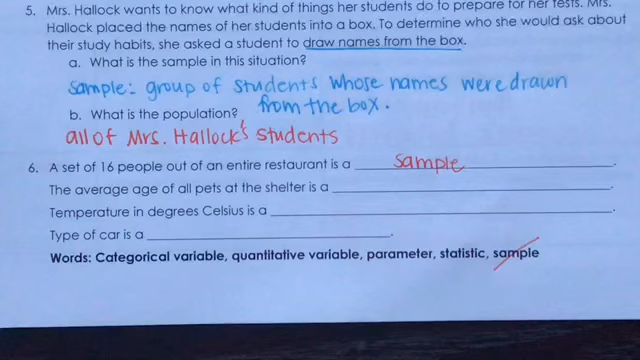 5. Mrs. Hallock wants to know what kind of things her students do to prepare for her tests. Mrs.
Hallock placed the names of her students into a box. To determine who she would ask about
their study habits, she asked a student to draw names from the box.
a. What is the sample in this situation?
Sample: group of students whose names were drawn
from the box.
b. What is the population?
all of Mrs. Hallock's students
6. A set of 16 people out of an entire restaurant is a sample.
The average age of all pets at the shelter is a .
Temperature in degrees Celsius is a .
Type of car is a .
Words: Categorical variable, quantitative variable, parameter, statistic, sample